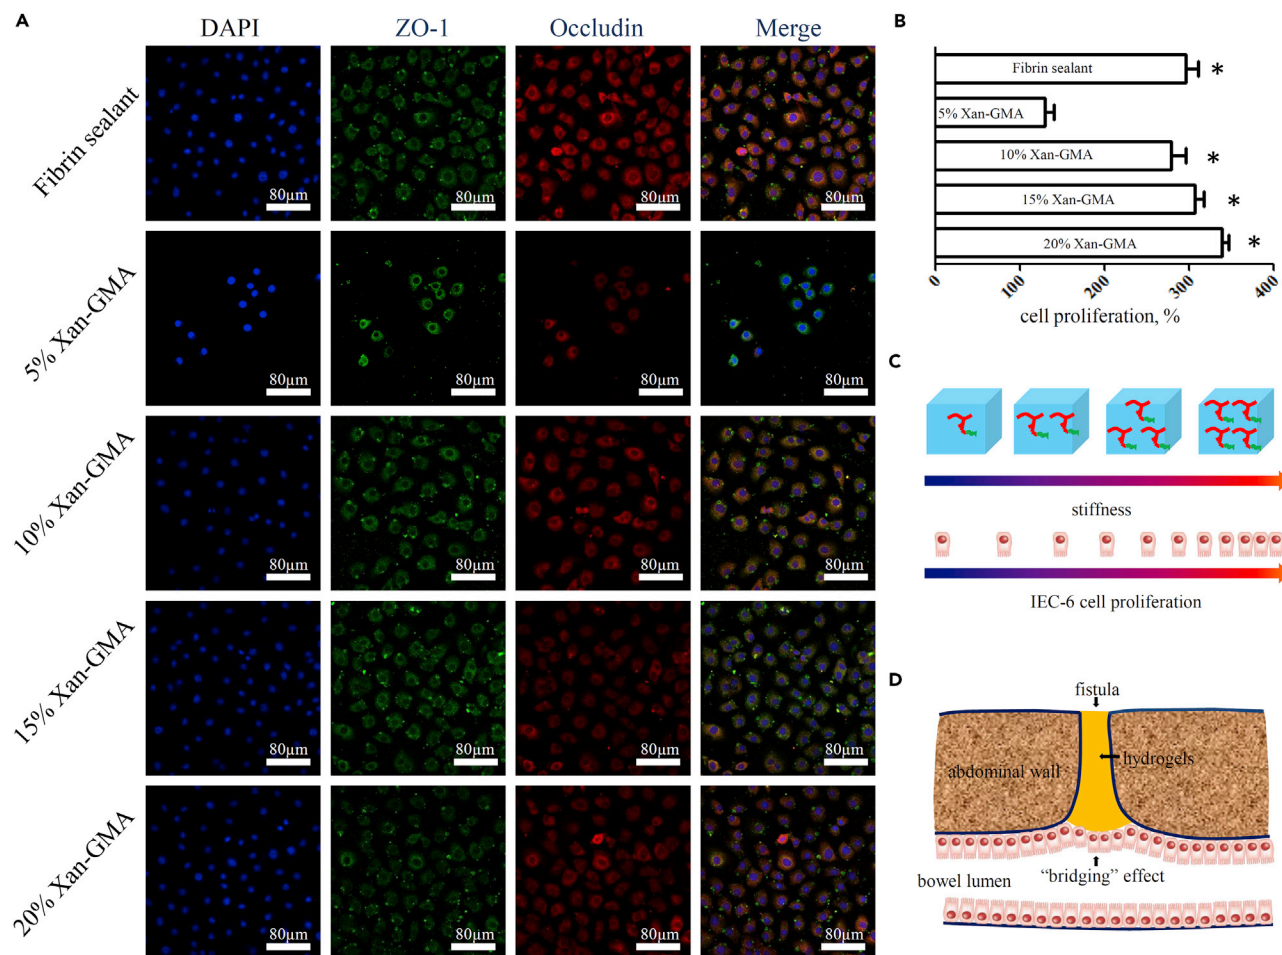 A
DAPI
ZO-1
Occludin
Merge
Fibrin sealant
80μm
80μm
80μm
80μm
5% Xan-GMA
80μm
80μm
80μm
80μm
10% Xan-GMA
80μm
80μm
80μm
80μm
15% Xan-GMA
80μm
80μm
80μm
80μm
20% Xan-GMA
80μm
80μm
80μm
80μm
B
Fibrin sealant *
5% Xan-GMA
10% Xan-GMA *
15% Xan-GMA *
20% Xan-GMA *
0 100 200 300 400
cell proliferation, %
C
stiffness
IEC-6 cell proliferation
D
fistula
abdominal wall
hydrogels
bowel lumen
“bridging” effect